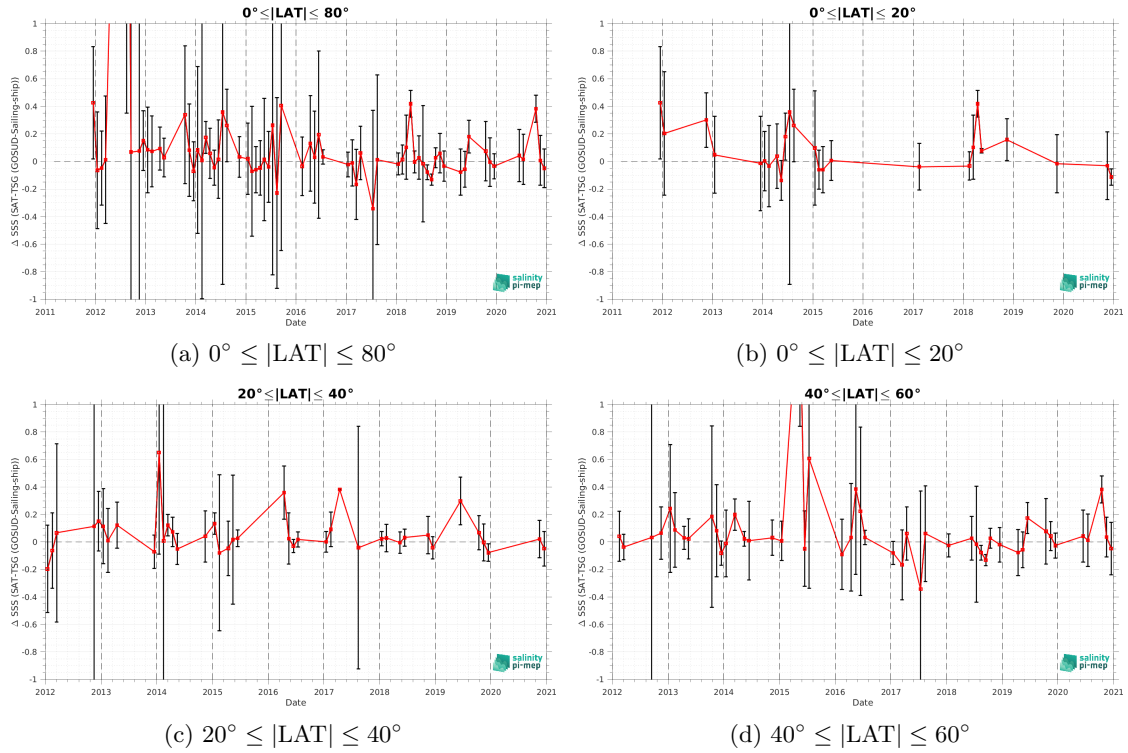 0°≤|LAT|≤ 80°
Δ SSS (SAT-TSG (GOSUD-Sailing-ship))
1
0.8
0.6
0.4
0.2
0
-0.2
-0.4
-0.6
-0.8
-1
2011 2012 2013 2014 2015 2016 2017 2018 2019 2020 2021
Date
salinity
pi-mep
(a) 0° ≤ |LAT| ≤ 80°
0°≤|LAT|≤ 20°
Δ SSS (SAT-TSG (GOSUD-Sailing-ship))
1
0.8
0.6
0.4
0.2
0
-0.2
-0.4
-0.6
-0.8
-1
2011 2012 2013 2014 2015 2016 2017 2018 2019 2020 2021
Date
salinity
pi-mep
(b) 0° ≤ |LAT| ≤ 20°
20°≤|LAT|≤ 40°
Δ SSS (SAT-TSG (GOSUD-Sailing-ship))
1
0.8
0.6
0.4
0.2
0
-0.2
-0.4
-0.6
-0.8
-1
2012 2013 2014 2015 2016 2017 2018 2019 2020 2021
Date
salinity
pi-mep
(c) 20° ≤ |LAT| ≤ 40°
40°≤|LAT|≤ 60°
Δ SSS (SAT-TSG (GOSUD-Sailing-ship))
1
0.8
0.6
0.4
0.2
0
-0.2
-0.4
-0.6
-0.8
-1
2012 2013 2014 2015 2016 2017 2018 2019 2020 2021
Date
salinity
pi-mep
(d) 40° ≤ |LAT| ≤ 60°